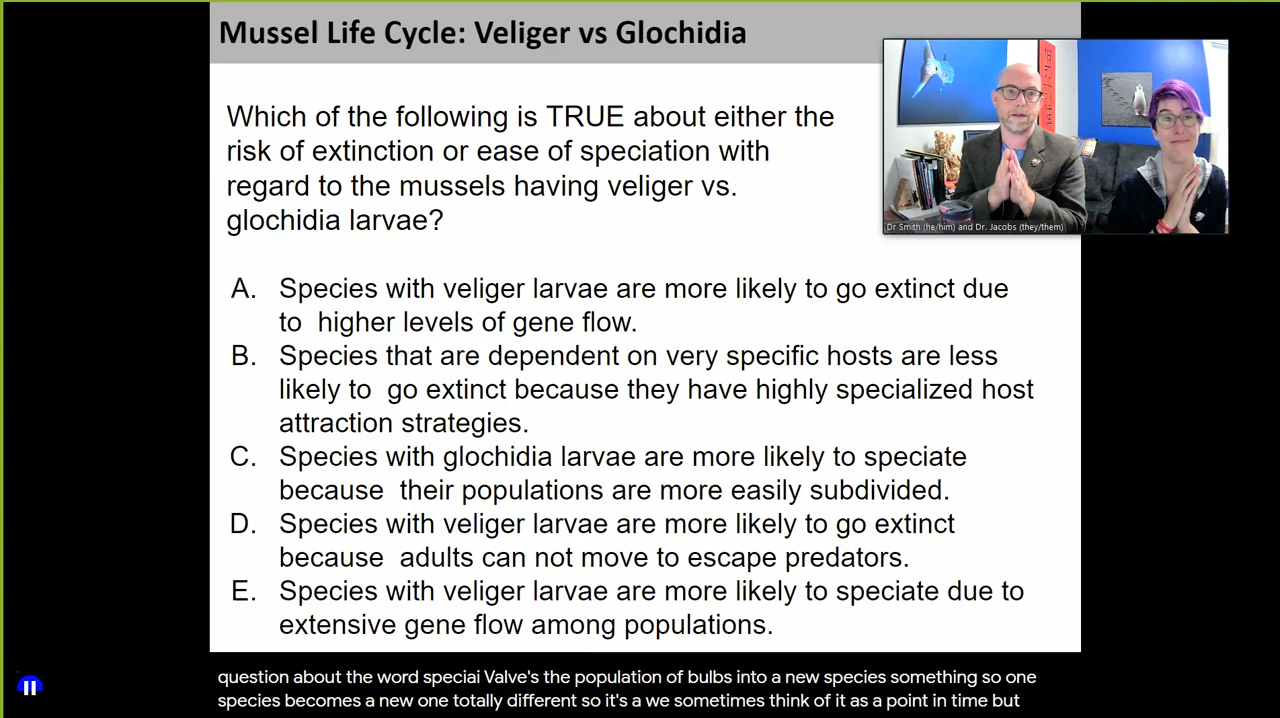 Mussel Life Cycle: Veliger vs Glochidia
Which of the following is TRUE about either the
risk of extinction or ease of speciation with
regard to the mussels having veliger vs.
glochidia larvae?
Dr Smith (he/him) and Dr. Jacobs (they/them)
A. Species with veliger larvae are more likely to go extinct due
to higher levels of gene flow.
B. Species that are dependent on very specific hosts are less
likely to go extinct because they have highly specialized host
attraction strategies.
C. Species with glochidia larvae are more likely to speciate
because their populations are more easily subdivided.
D. Species with veliger larvae are more likely to go extinct
because adults can not move to escape predators.
E. Species with veliger larvae are more likely to speciate due to
extensive gene flow among populations.
question about the word speciai Valve's the population of bulbs into a new species something so one
species becomes a new one totally different so it's a we sometimes think of it as a point in time but